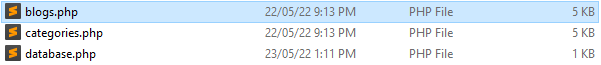 blogs.php 22/05/22 9:13 PM PHP File 5 KB
categories.php 22/05/22 9:13 PM PHP File 5 KB
database.php 23/05/22 1:11 PM PHP File 1 KB